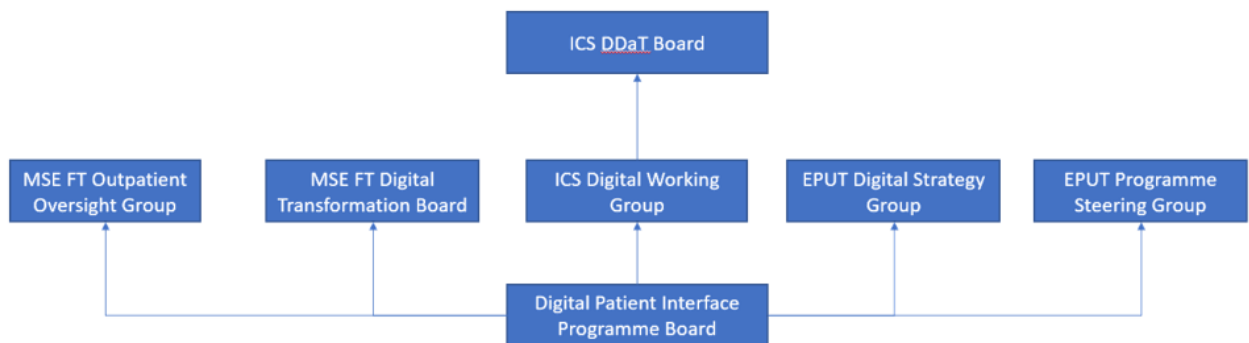 ICS DDaT Board
MSE FT Outpatient
Oversight Group
MSE FT Digital
Transformation Board
ICS Digital Working
Group
EPUT Digital Strategy
Group
EPUT Programme
Steering Group
Digital Patient Interface
Programme Board